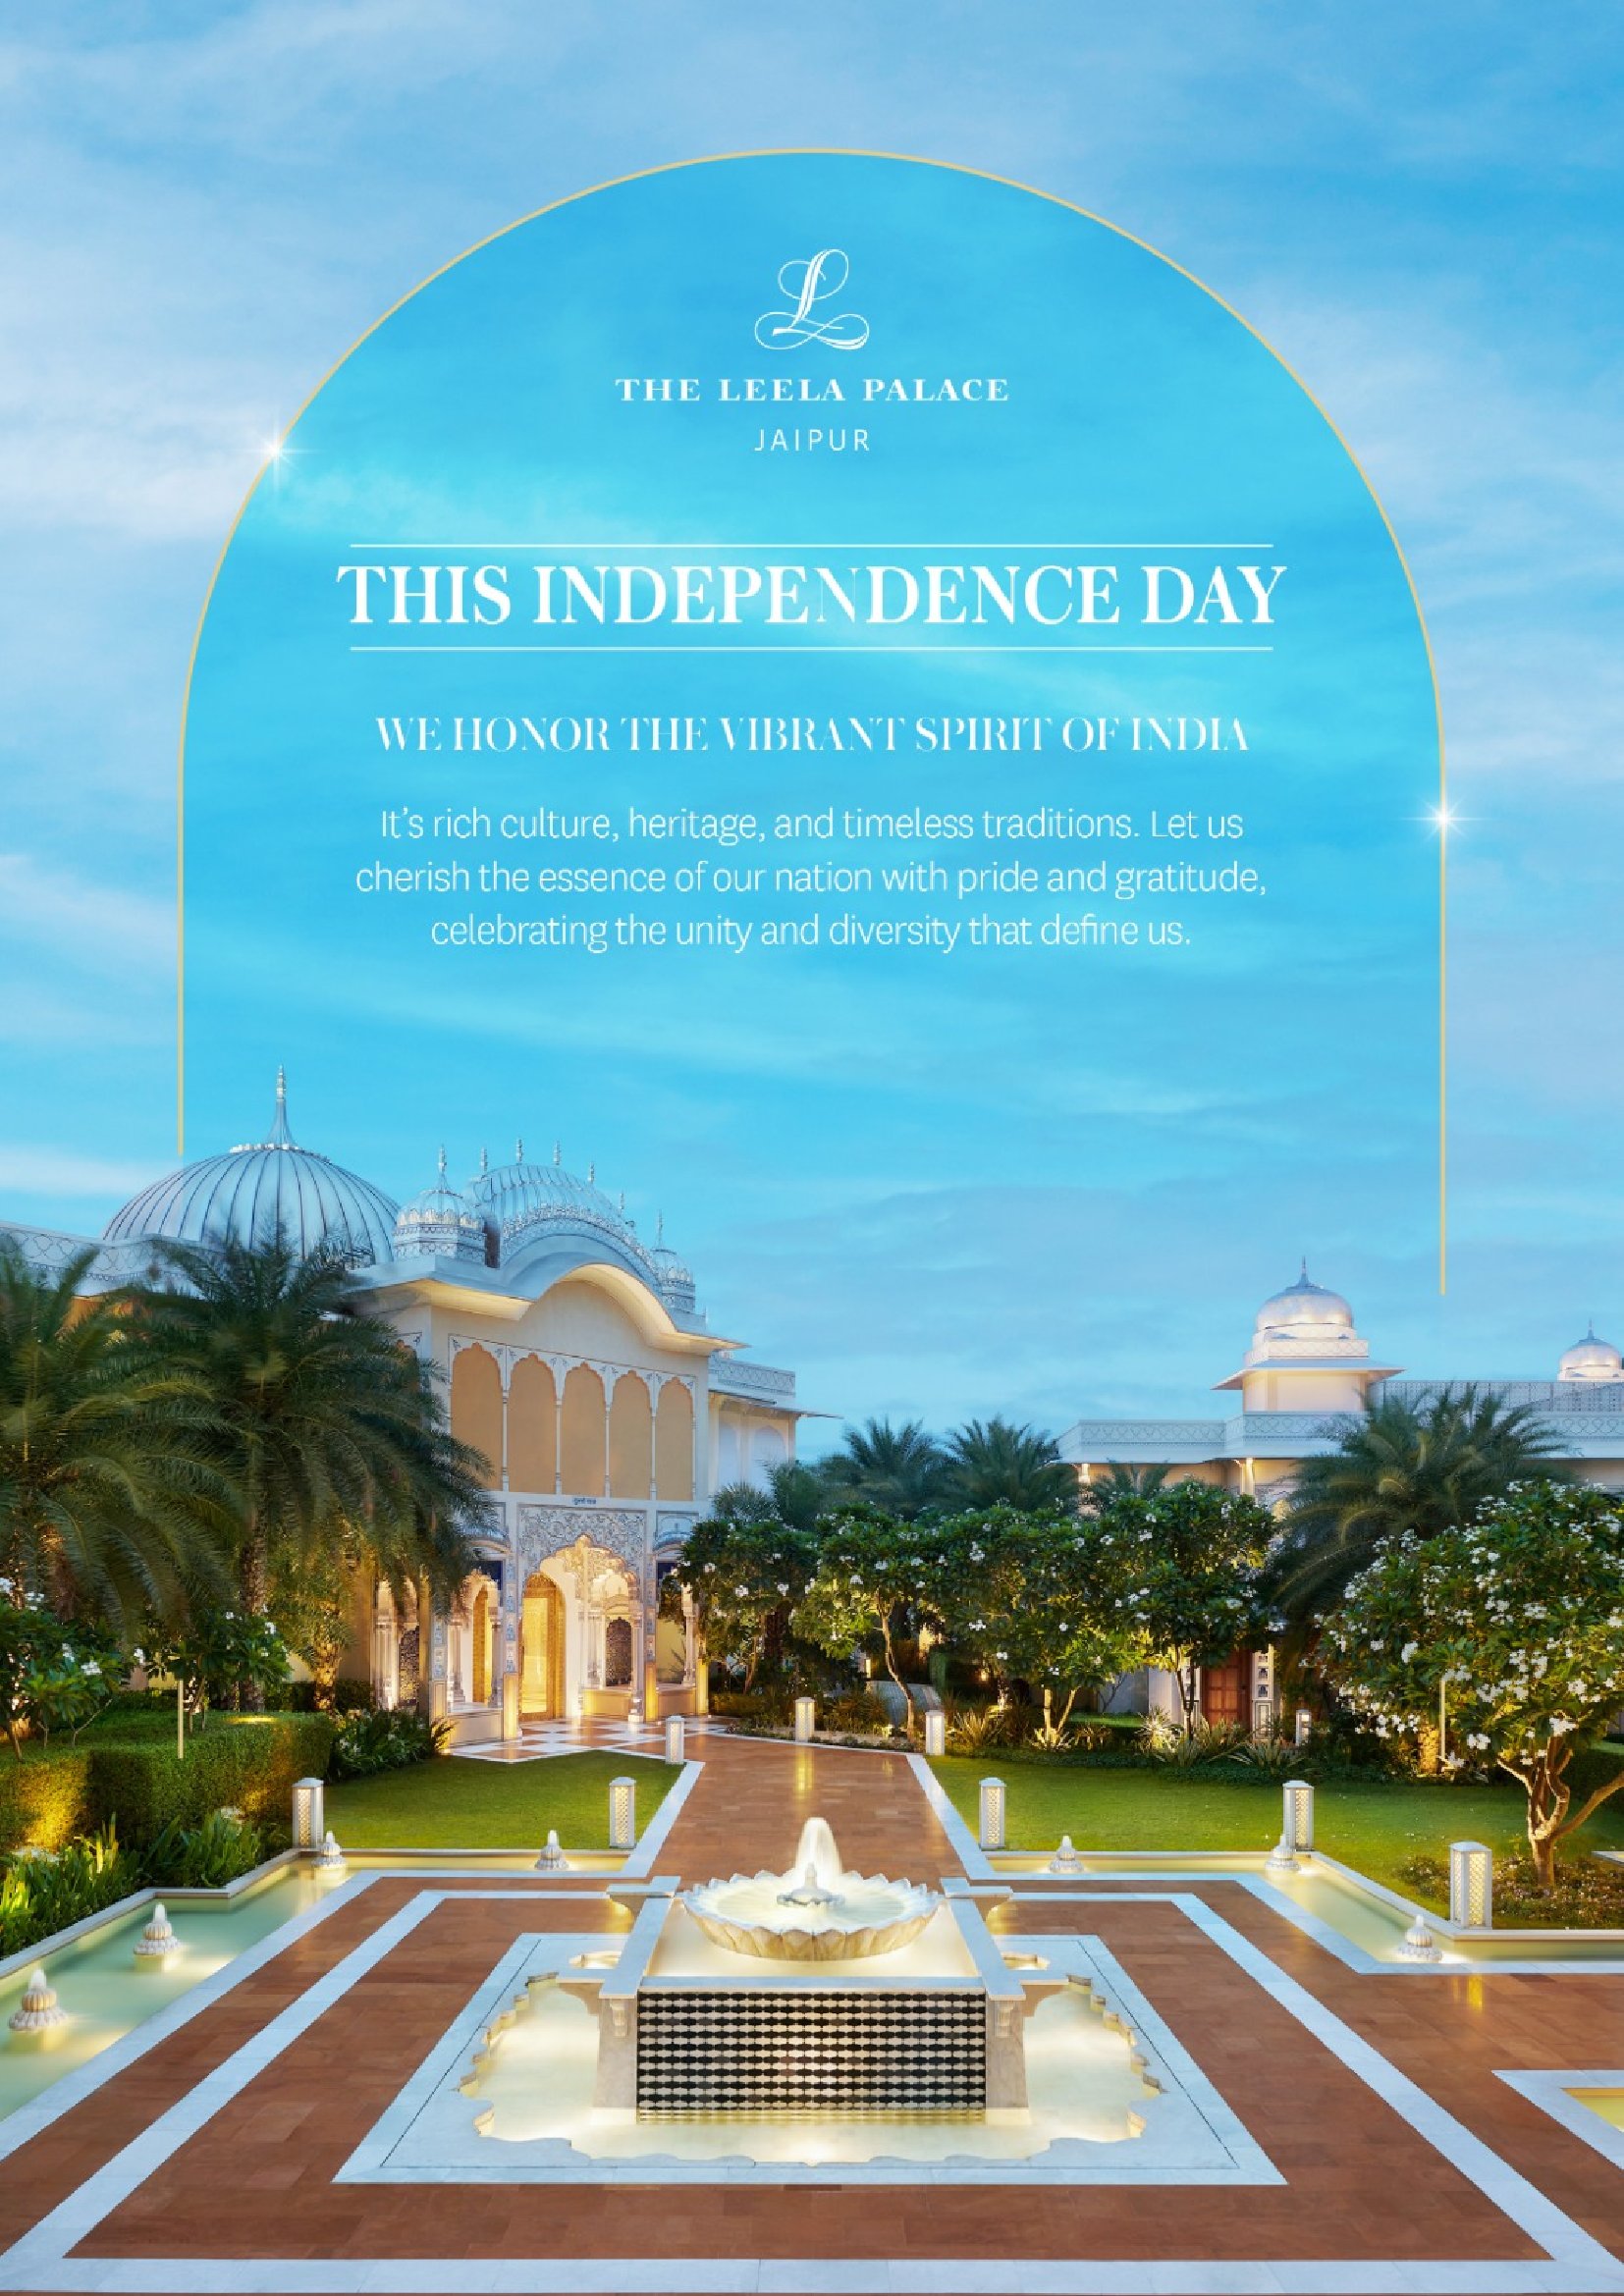 THE LEELA PALACE
JAIPUR
THIS INDEPENDENCE DAY
WE HONOR THE VIBRANT SPIRIT OF INDIA
It’s rich culture, heritage, and timeless traditions. Let us
cherish the essence of our nation with pride and gratitude,
celebrating the unity and diversity that define us.